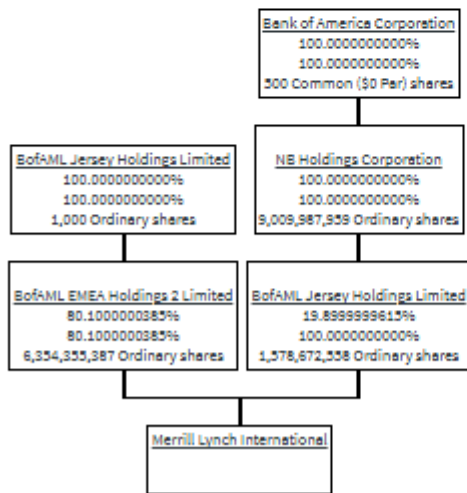 Bank of America Corporation
100.0000000000%
100.0000000000%
500 Common ($0 Par) shares
BofAML Jersey Holdings Limited
100.0000000000%
100.0000000000%
1,000 Ordinary shares
NB Holdings Corporation
100.0000000000%
100.0000000000%
9,009,987,959 Ordinary shares
BofAML EMEA Holdings 2 Limited
80.1000000385%
80.1000000385%
6,354,355,387 Ordinary shares
BofAML Jersey Holdings Limited
19.8999999615%
100.0000000000%
1,578,672,558 Ordinary shares
Merrill Lynch International